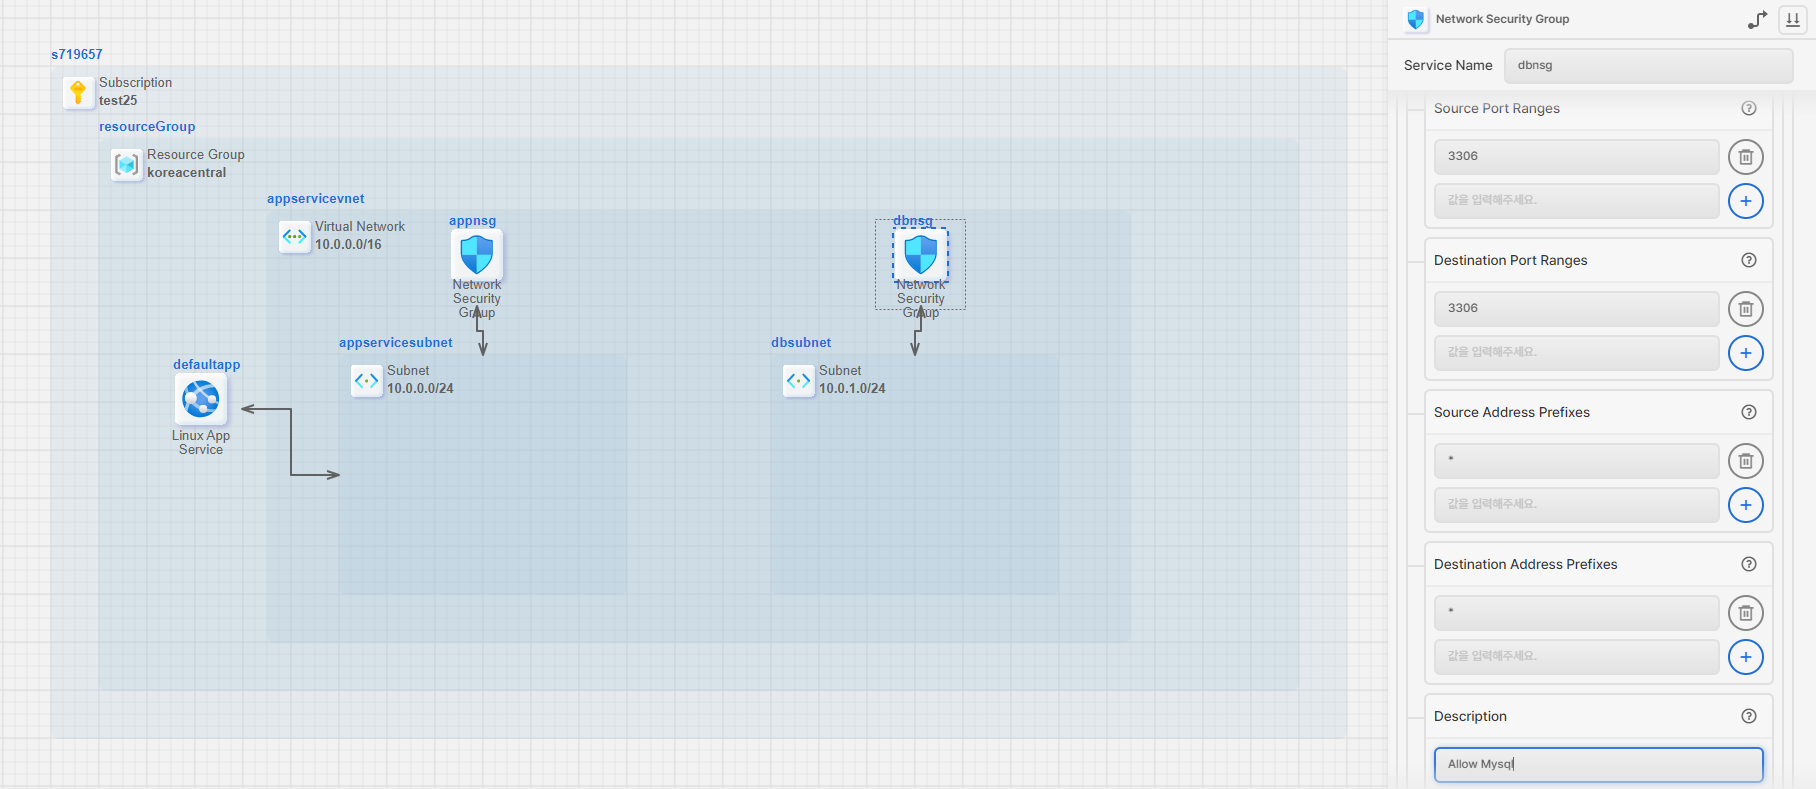 s719657
Subscription
test25
resourceGroup
Resource Group
koreacentral
appservicevnet
Virtual Network
10.0.0.0/16
appnsg
Network
Security
Group
dbnsg
Network
Security
Group
appservicesubnet
Subnet
10.0.0.0/24
dbsubnet
Subnet
10.0.1.0/24
defaultapp
Linux App
Service
Network Security Group
Service Name
dbnsg
Source Port Ranges
?
3306
값을 입력해주세요.
Destination Port Ranges
?
3306
값을 입력해주세요.
Source Address Prefixes
?
*
값을 입력해주세요.
Destination Address Prefixes
?
*
값을 입력해주세요.
Description
?
Allow Mysql